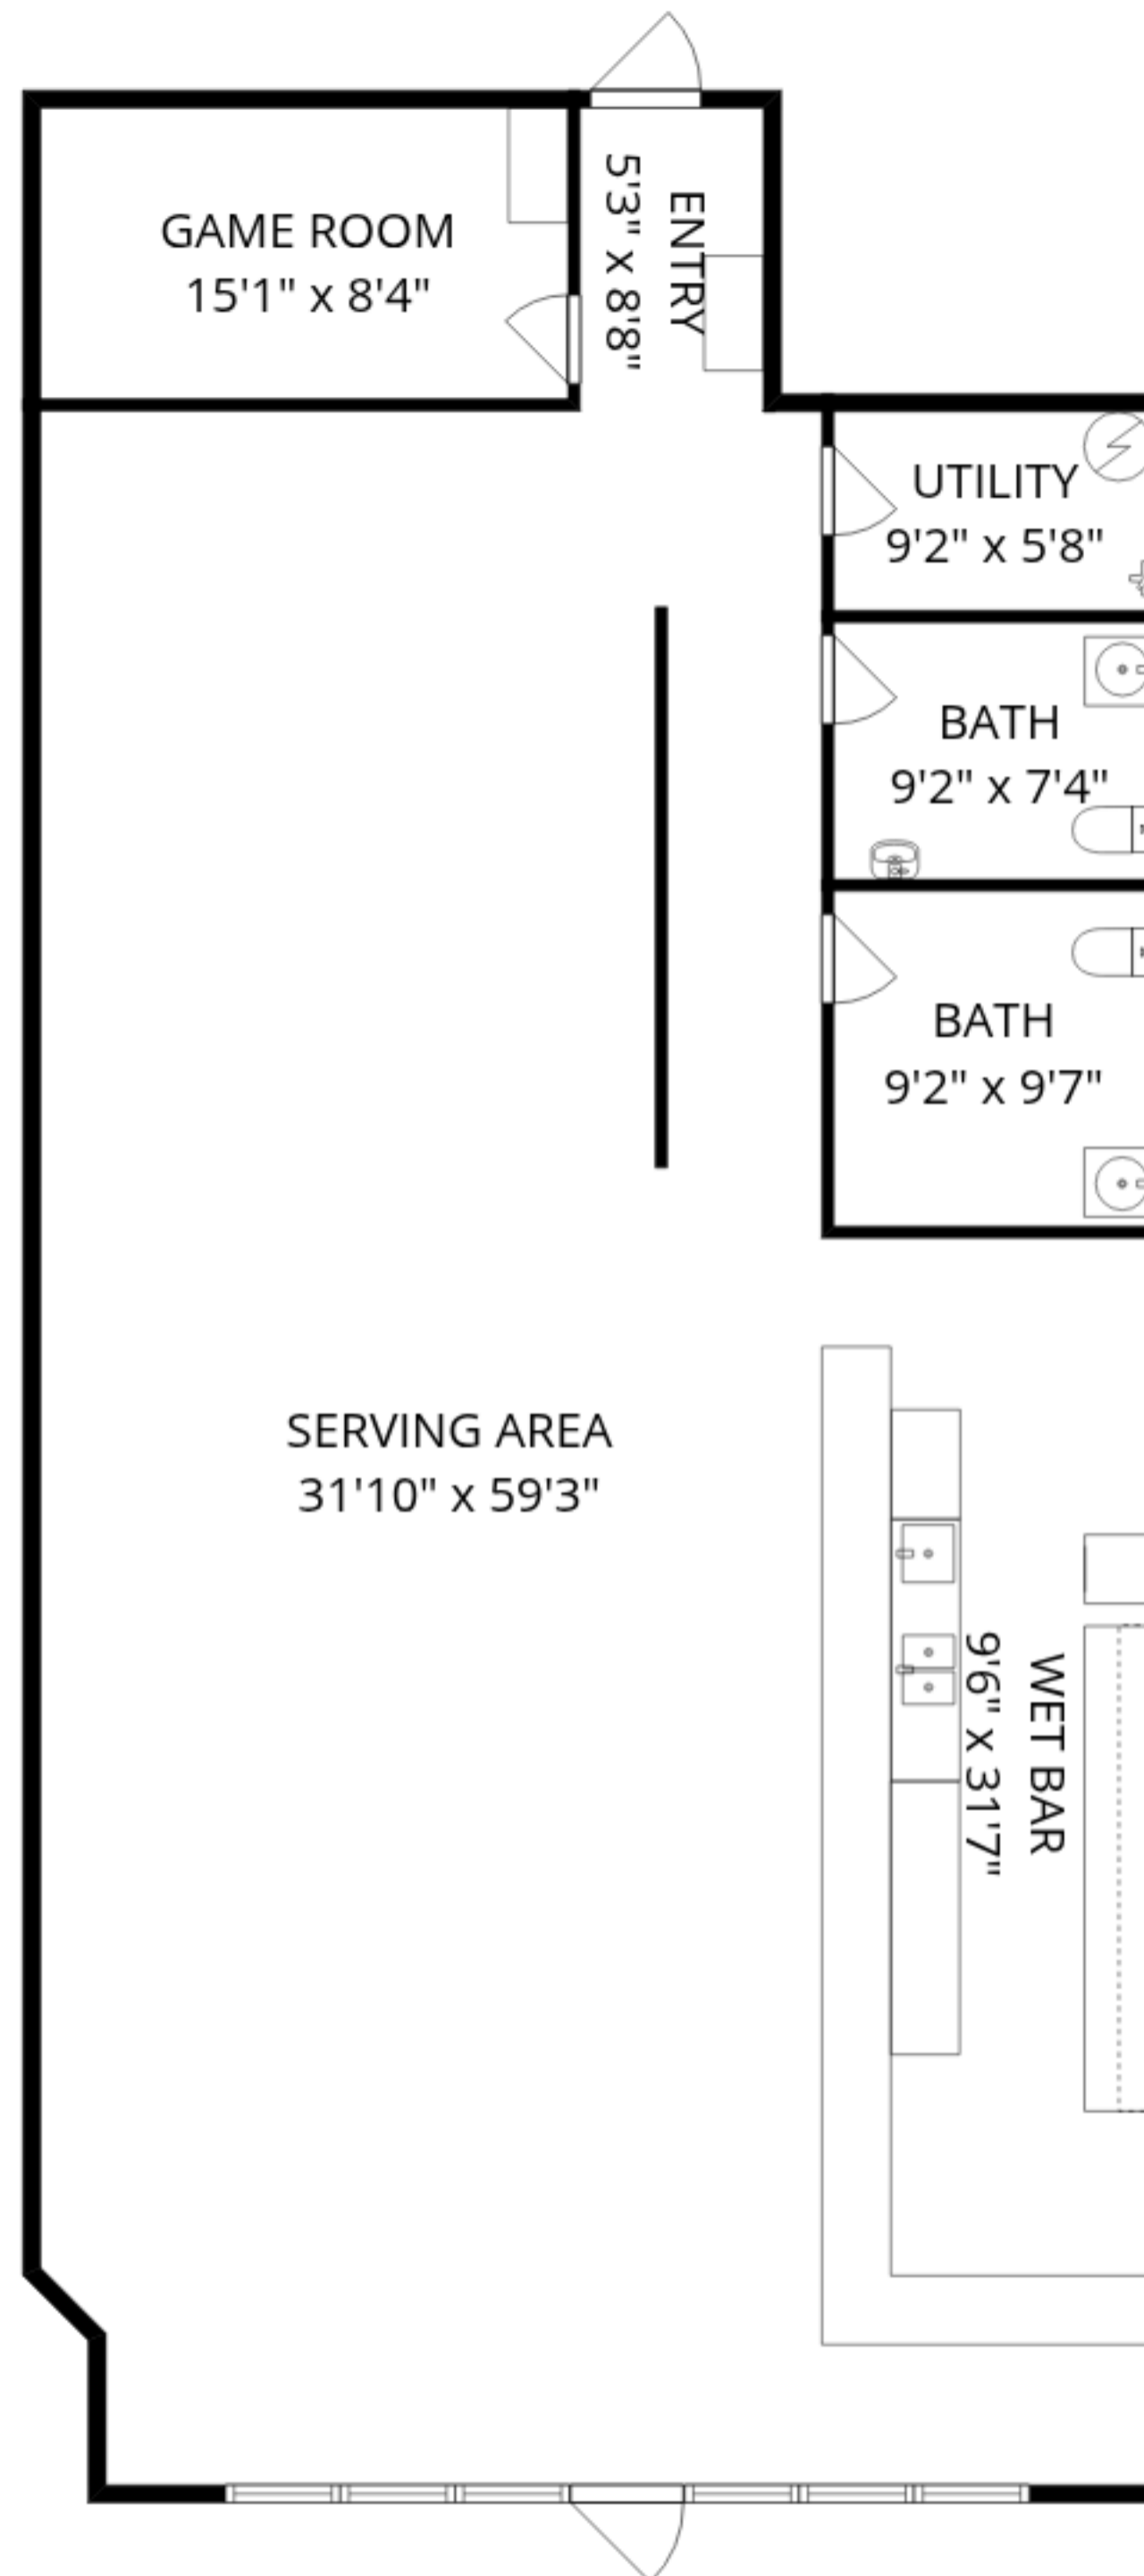 GAME ROOM
15'1" x 8'4"
ENTRY
5'3" x 8'8"
UTILITY
9'2" x 5'8"
BATH
9'2" x 7'4"
BATH
9'2" x 9'7"
SERVING AREA
31'10" x 59'3"
WET BAR
9'6" x 31'7"